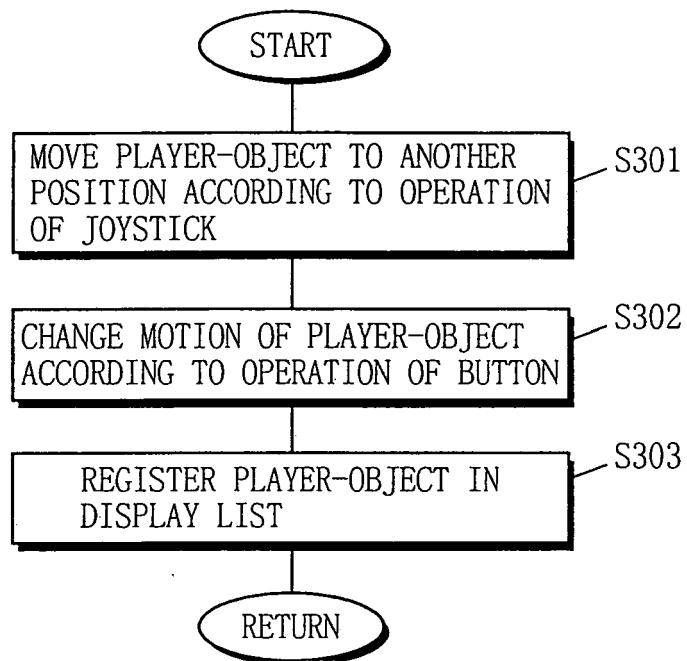 START
MOVE PLAYER-OBJECT TO ANOTHER
POSITION ACCORDING TO OPERATION
OF JOYSTICK
S301
CHANGE MOTION OF PLAYER-OBJECT
ACCORDING TO OPERATION OF BUTTON
S302
REGISTER PLAYER-OBJECT IN
DISPLAY LIST
S303
RETURN